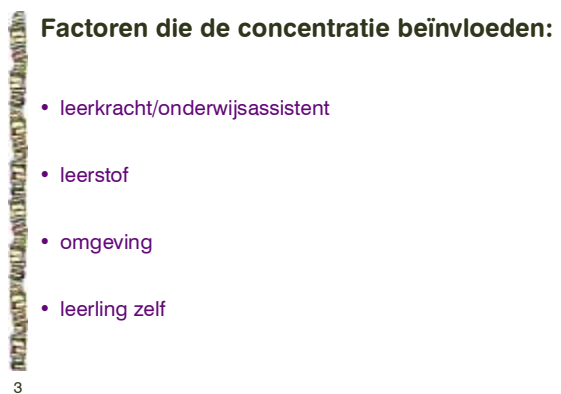 Factoren die de concentratie beïnvloeden:
• leerkracht/onderwijsassistent
• leerstof
• omgeving
• leerling zelf
3